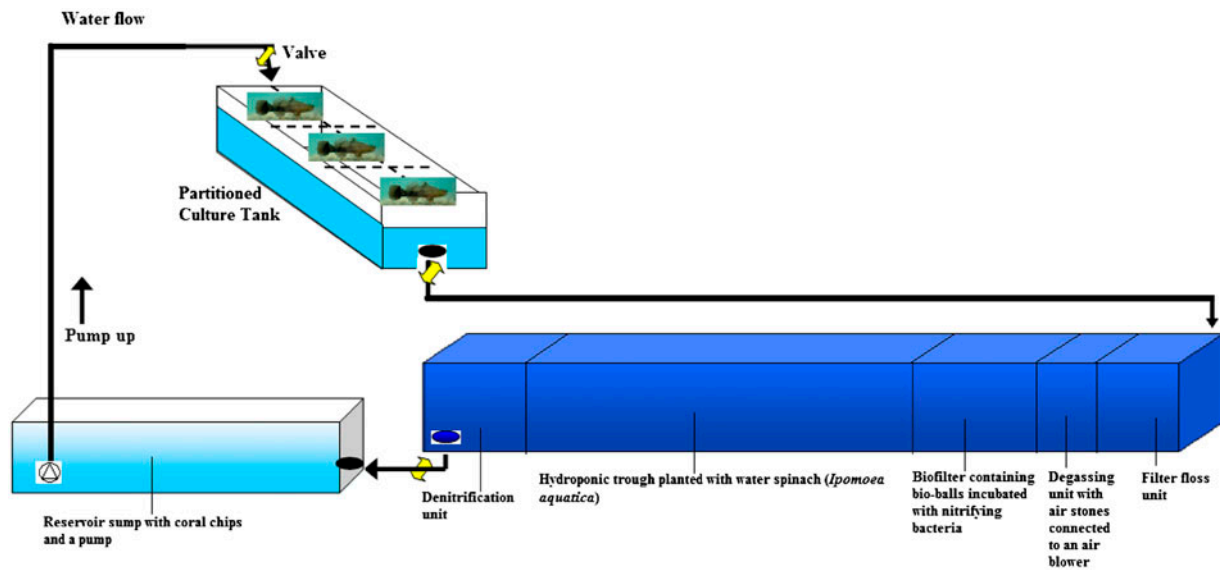 Water flow
Valve
Partitioned
Culture Tank
Pump up
Reservoir sump with coral chips
and a pump
Denitrification
unit
Hydroponic trough planted with water spinach (Ipomoea
aquatica)
Biofilter containing
bio-balls incubated
with nitrifying
bacteria
Degassing
unit with
air stones
connected
to an air
blower
Filter floss
unit